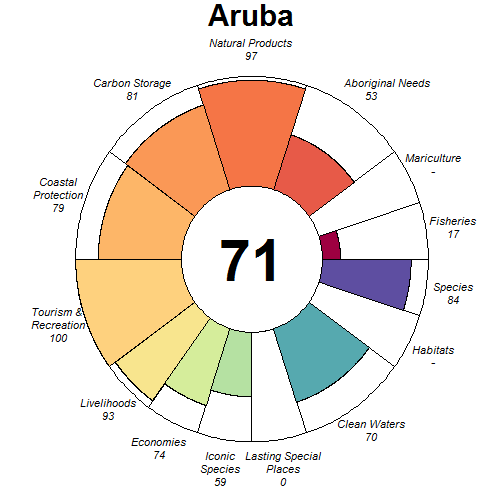 Aruba
Natural Products
97
Carbon Storage
81
Aboriginal Needs
53
Mariculture
-
Coastal
Protection
79
Fisheries
17
71
Species
84
Tourism &
Recreation
100
Habitats
-
Livelihoods
93
Clean Waters
70
Economies
74
Iconic
Species
59
Lasting Special
Places
0